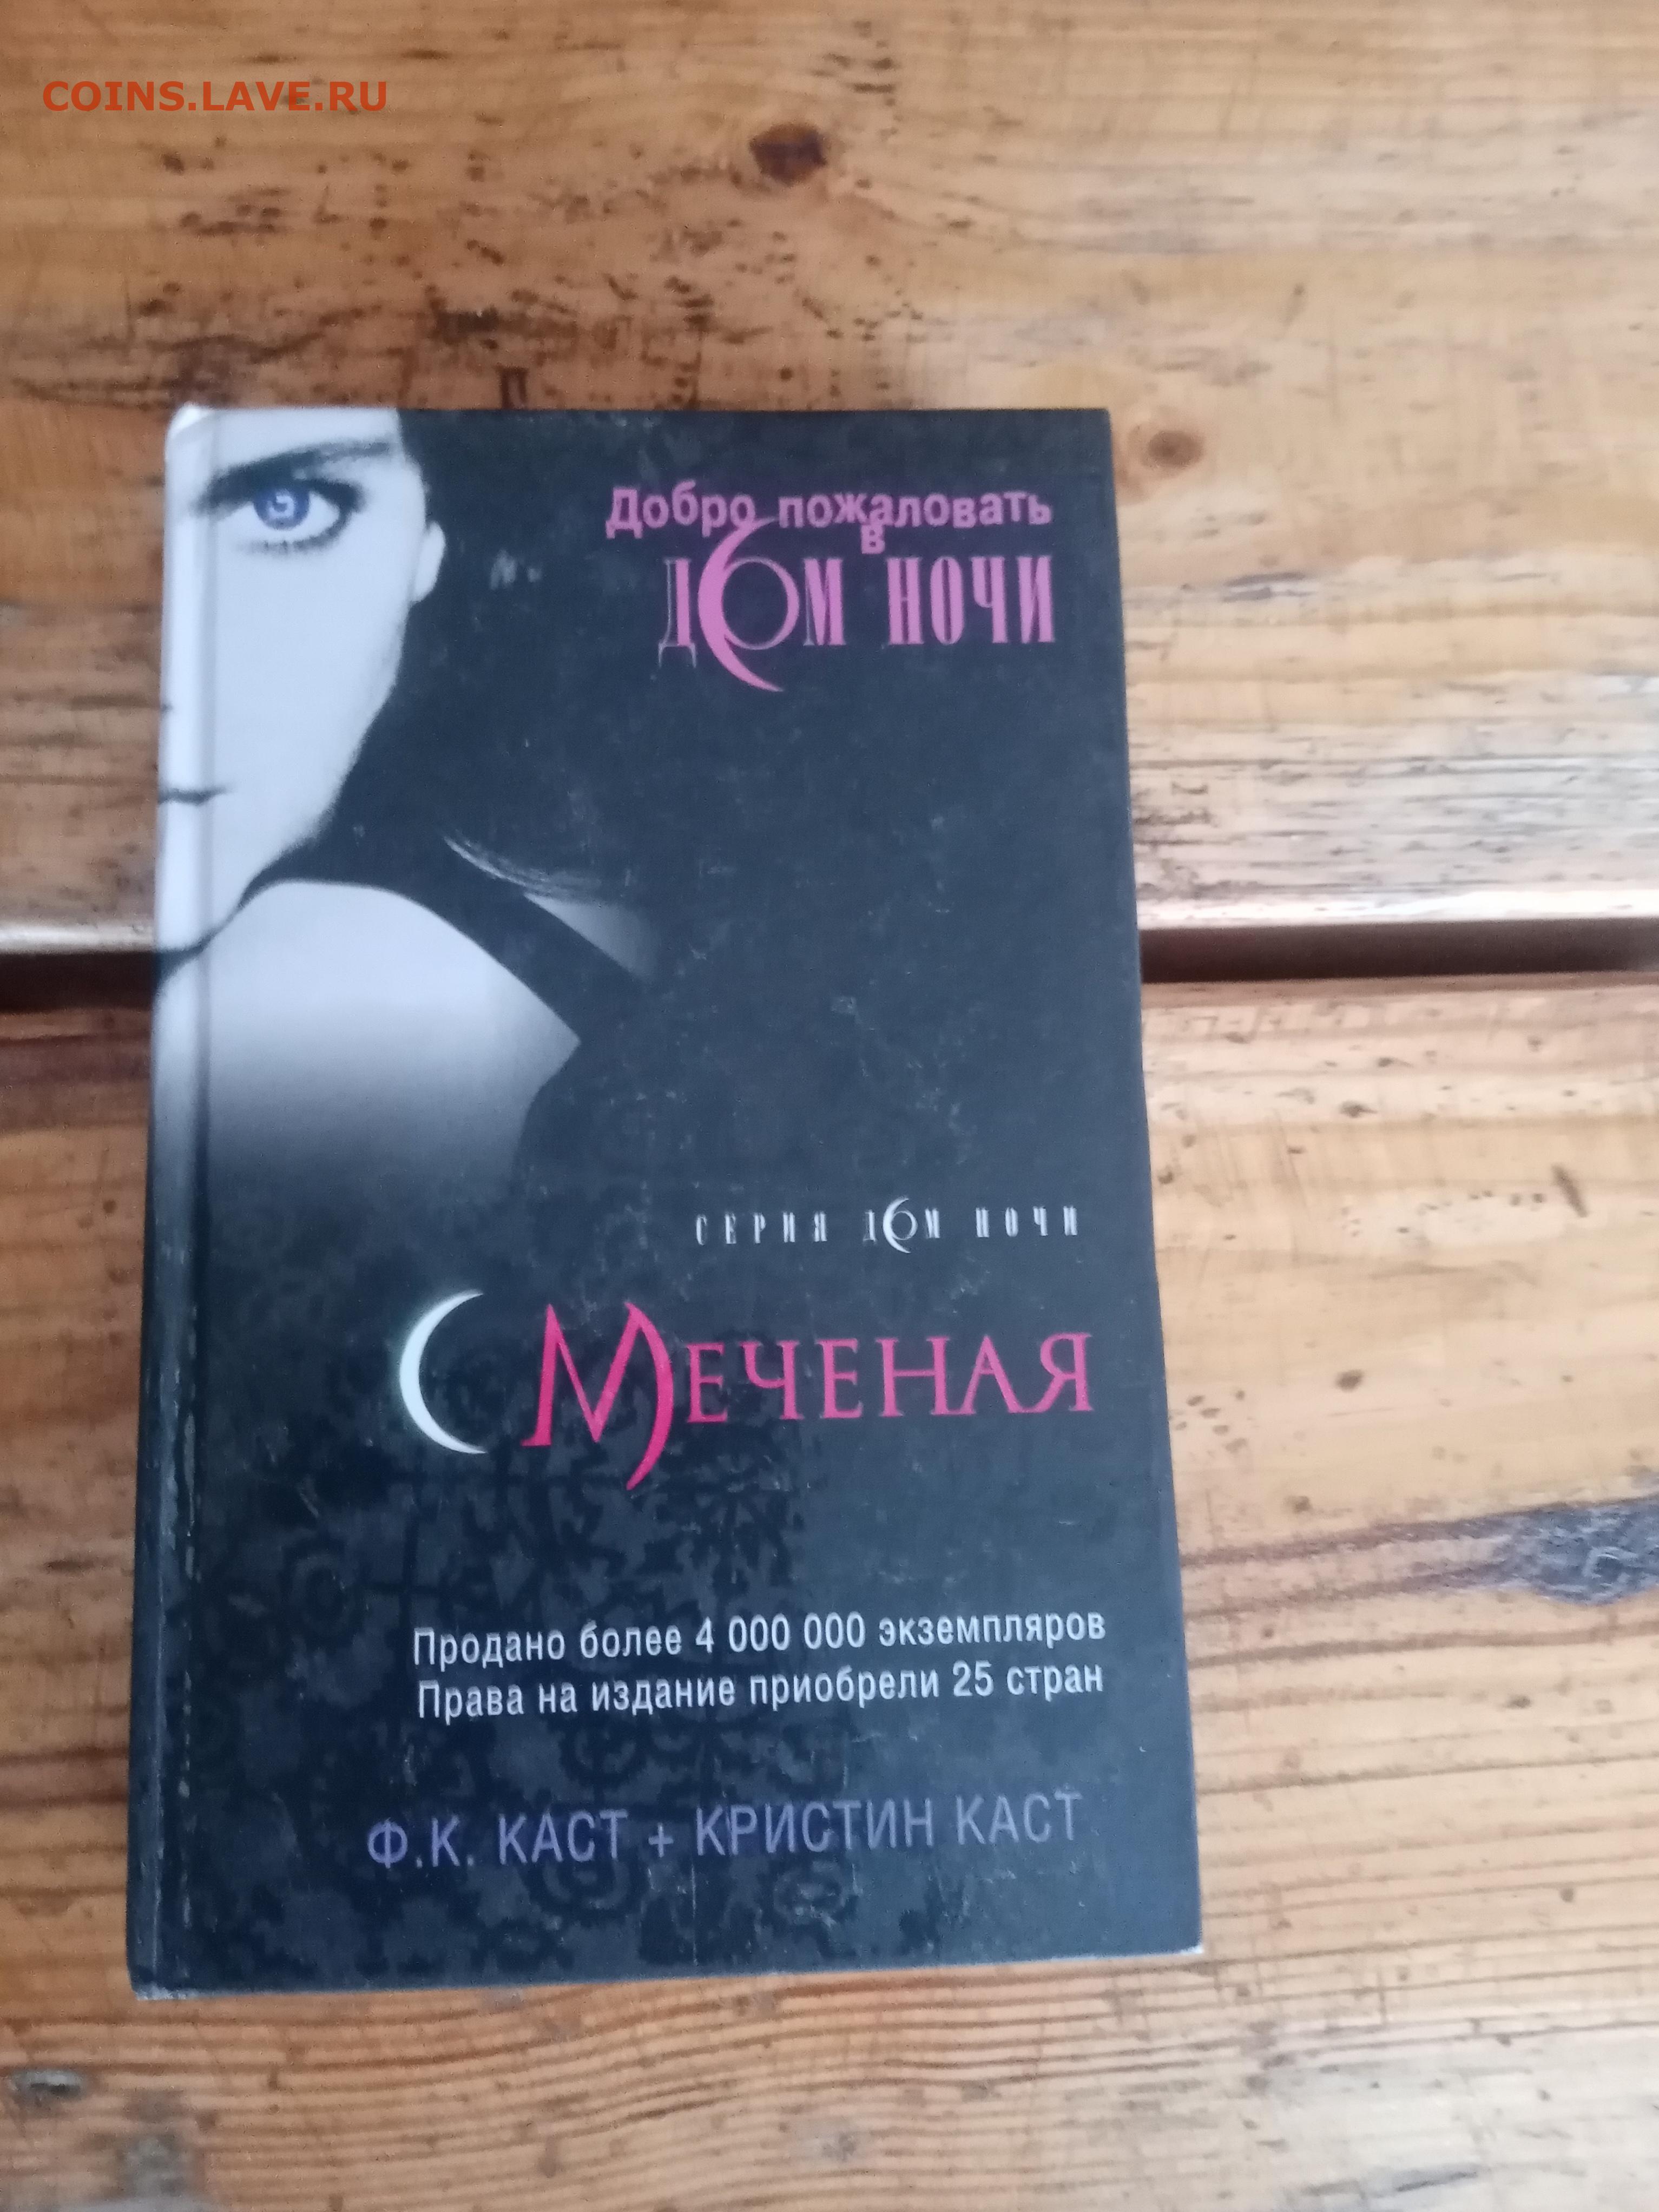 COINS.LAVE.RU
Добро пожаловать
в
ДОМ НОЧИ
СЕРИЯ ДОМ НОЧИ
МЕЧЕНАЯ
Продано более 4 000 000 экземпляров
Права на издание приобрели 25 стран
Ф.К. КАСТ + КРИСТИН КАСТ